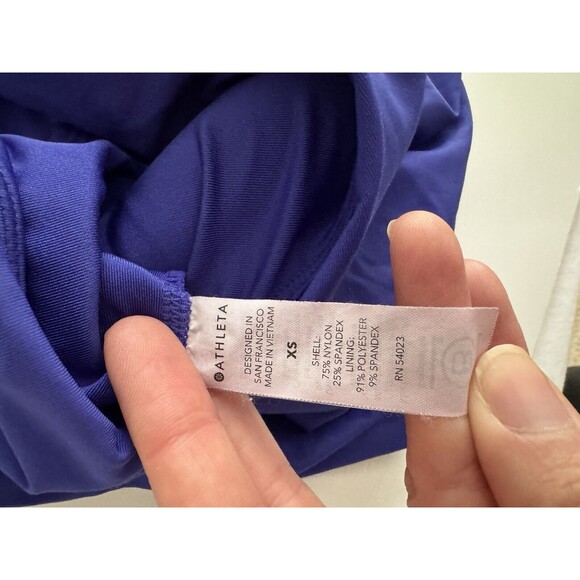 ATHLETA
DESIGNED IN
SAN FRANCISCO
MADE IN VIETNAM
XS
SHELL:
75% NYLON
25% SPANDEX
LINING:
91% POLYESTER
9% SPANDEX
RN 54023